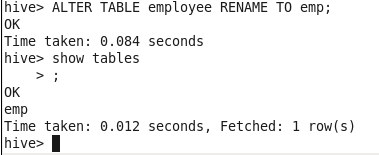 hive> ALTER TABLE employee RENAME TO emp;
OK
Time taken: 0.084 seconds
hive> show tables
    > ;
OK
emp
Time taken: 0.012 seconds, Fetched: 1 row(s)
hive>